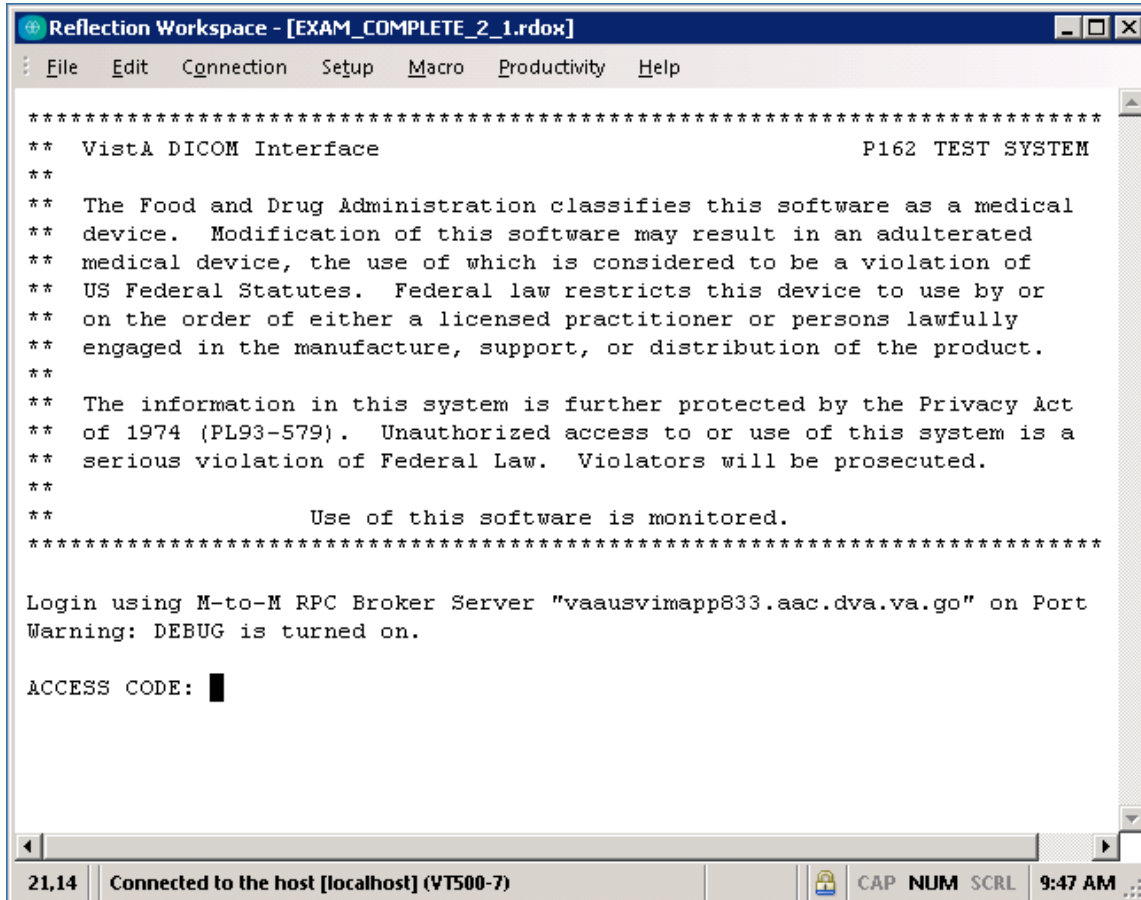 Reflection Workspace - [EXAM_COMPLETE_2_1.rdox]
File Edit Connection Setup Macro Productivity Help
******************************************************************************
** VistA DICOM Interface P162 TEST SYSTEM
**
** The Food and Drug Administration classifies this software as a medical
** device. Modification of this software may result in an adulterated
** medical device, the use of which is considered to be a violation of
** US Federal Statutes. Federal law restricts this device to use by or
** on the order of either a licensed practitioner or persons lawfully
** engaged in the manufacture, support, or distribution of the product.
**
** The information in this system is further protected by the Privacy Act
** of 1974 (PL93-579). Unauthorized access to or use of this system is a
** serious violation of Federal Law. Violators will be prosecuted.
**
** Use of this software is monitored.
******************************************************************************
Login using M-to-M RPC Broker Server "vaausvimapp833.aac.dva.va.go" on Port
Warning: DEBUG is turned on.
ACCESS CODE:
21,14 Connected to the host [localhost] (VT500-7) CAP NUM SCRL 9:47 AM